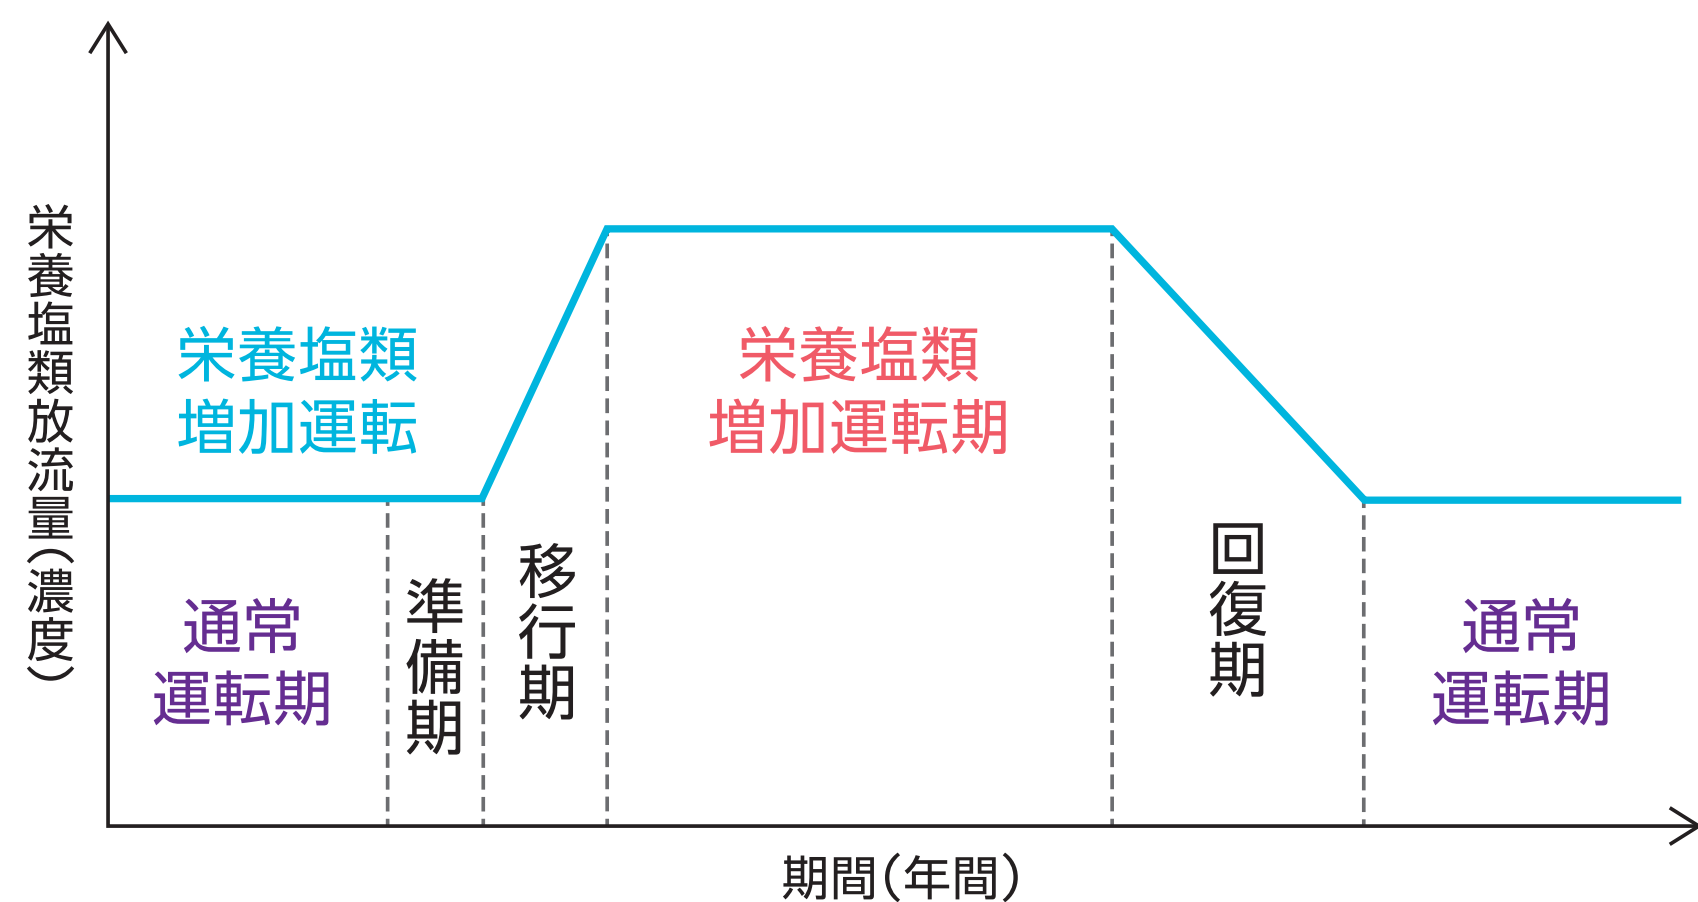 栄養塩類放流量(濃度)
栄養塩類
増加運転
栄養塩類
増加運転期
通常
運転期
準備期
移行期
回復期
通常
運転期
期間(年間)